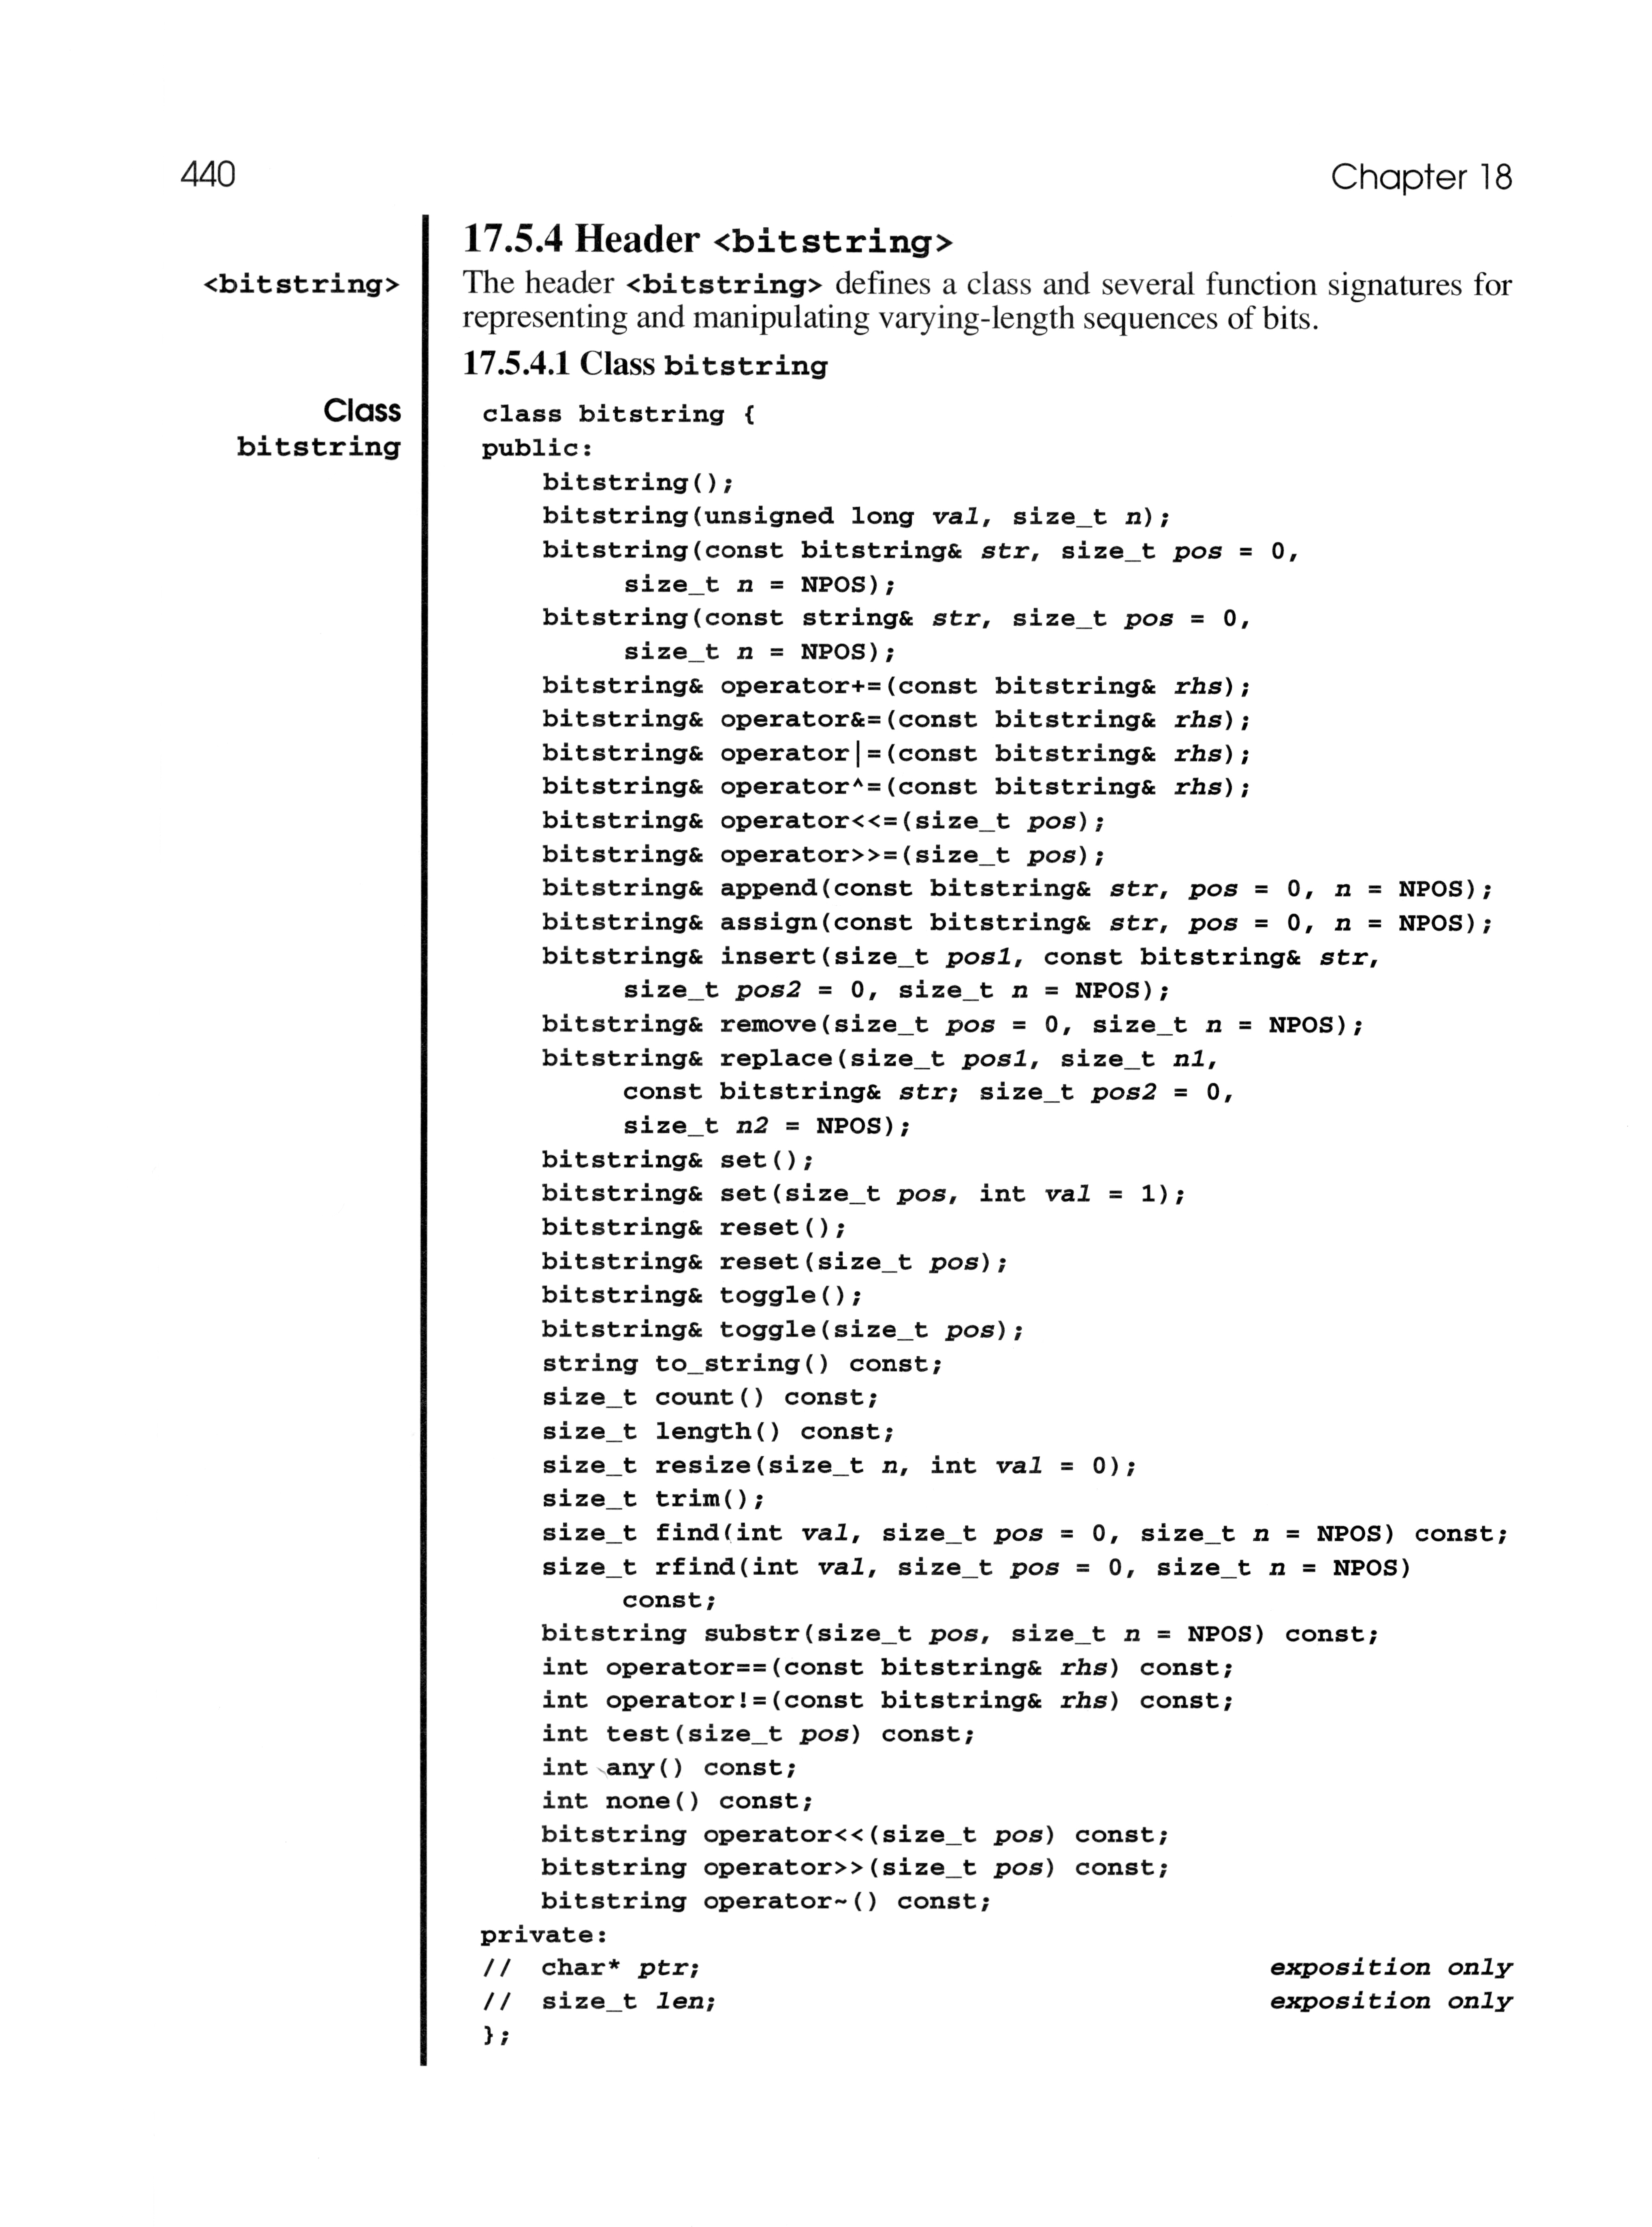 440
Chapter 18
17.5.4 Header <bitstring>
<bitstring>
The header <bitstring> defines a class and several function signatures for
representing and manipulating varying-length sequences of bits.
17.5.4.1 Class bitstring
Class
bitstring
class bitstring {
public:
bitstring();
bitstring(unsigned long val, size_t n);
bitstring(const bitstring& str, size_t pos = 0,
size_t n = NPOS);
bitstring(const string& str, size_t pos = 0,
size_t n = NPOS);
bitstring& operator+=(const bitstring& rhs);
bitstring& operator&=(const bitstring& rhs);
bitstring& operator|=(const bitstring& rhs);
bitstring& operator^=(const bitstring& rhs);
bitstring& operator<<=(size_t pos);
bitstring& operator>>=(size_t pos);
bitstring& append(const bitstring& str, pos = 0, n = NPOS);
bitstring& assign(const bitstring& str, pos = 0, n = NPOS);
bitstring& insert(size_t pos1, const bitstring& str,
size_t pos2 = 0, size_t n = NPOS);
bitstring& remove(size_t pos = 0, size_t n = NPOS);
bitstring& replace(size_t pos1, size_t n1,
const bitstring& str; size_t pos2 = 0,
size_t n2 = NPOS);
bitstring& set();
bitstring& set(size_t pos, int val = 1);
bitstring& reset();
bitstring& reset(size_t pos);
bitstring& toggle();
bitstring& toggle(size_t pos);
string to_string() const;
size_t count() const;
size_t length() const;
size_t resize(size_t n, int val = 0);
size_t trim();
size_t find(int val, size_t pos = 0, size_t n = NPOS) const;
size_t rfind(int val, size_t pos = 0, size_t n = NPOS)
const;
bitstring substr(size_t pos, size_t n = NPOS) const;
int operator==(const bitstring& rhs) const;
int operator!=(const bitstring& rhs) const;
int test(size_t pos) const;
int any() const;
int none() const;
bitstring operator<<(size_t pos) const;
bitstring operator>>(size_t pos) const;
bitstring operator~() const;
private:
// char* ptr; exposition only
// size_t len; exposition only
};